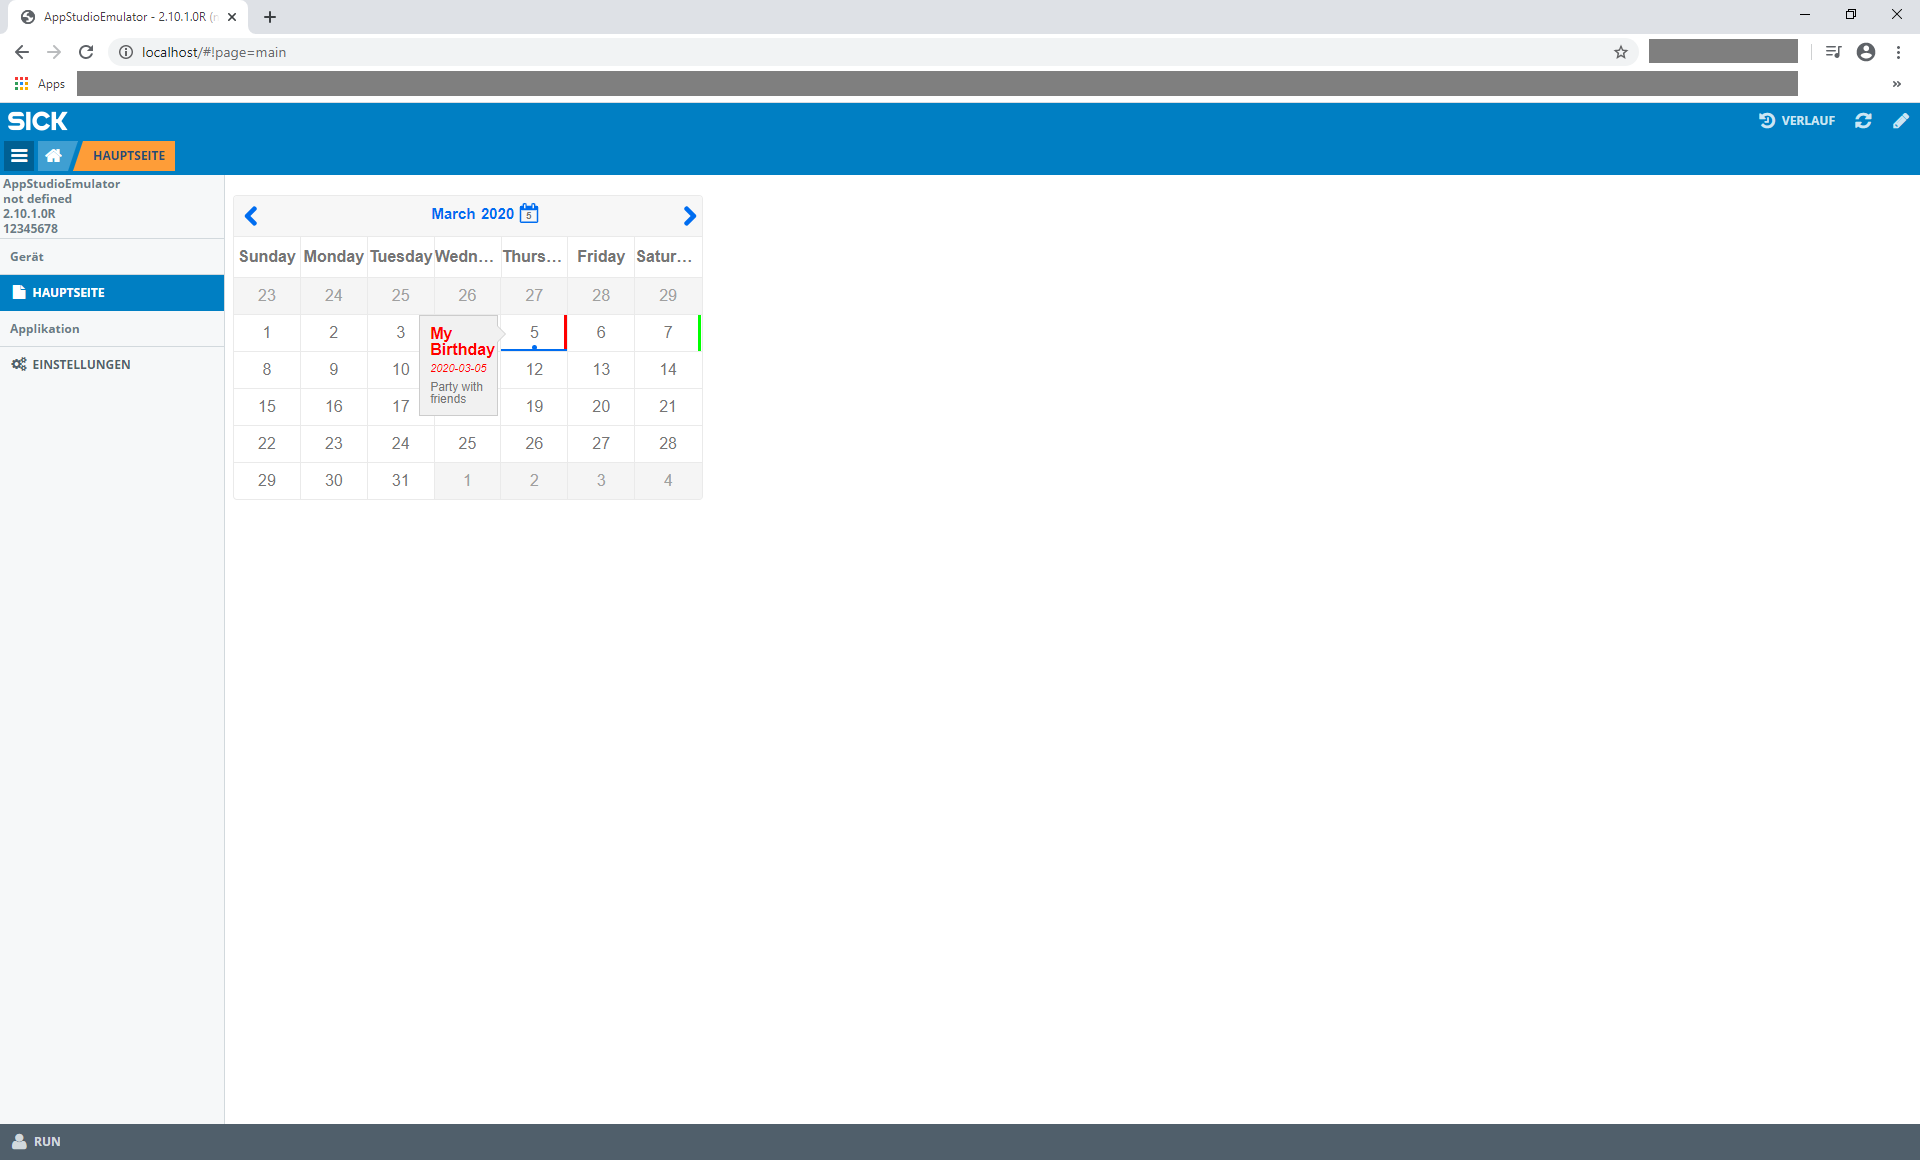 AppStudioEmulator - 2.10.1.0R (n
localhost/#!page=main
Apps
SICK
VERLAUF
HAUPTSEITE
AppStudioEmulator
not defined
2.10.1.0R
12345678
Gerät
HAUPTSEITE
Applikation
EINSTELLUNGEN
March 2020 5
Sunday Monday Tuesday Wedn... Thurs... Friday Satur...
23 24 25 26 27 28 29
1 2 3 5 6 7
8 9 10 12 13 14
15 16 17 19 20 21
22 23 24 25 26 27 28
29 30 31 1 2 3 4
My
Birthday
2020-03-05
Party with
friends
RUN